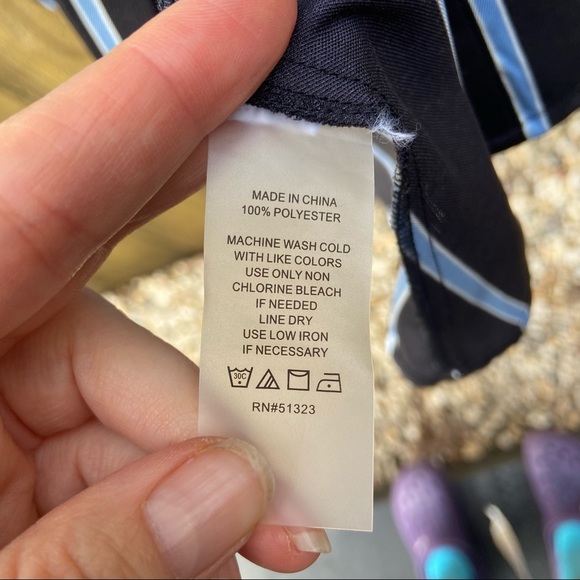 MADE IN CHINA
100% POLYESTER
MACHINE WASH COLD
WITH LIKE COLORS
USE ONLY NON
CHLORINE BLEACH
IF NEEDED
LINE DRY
USE LOW IRON
IF NECESSARY
30C
RN#51323